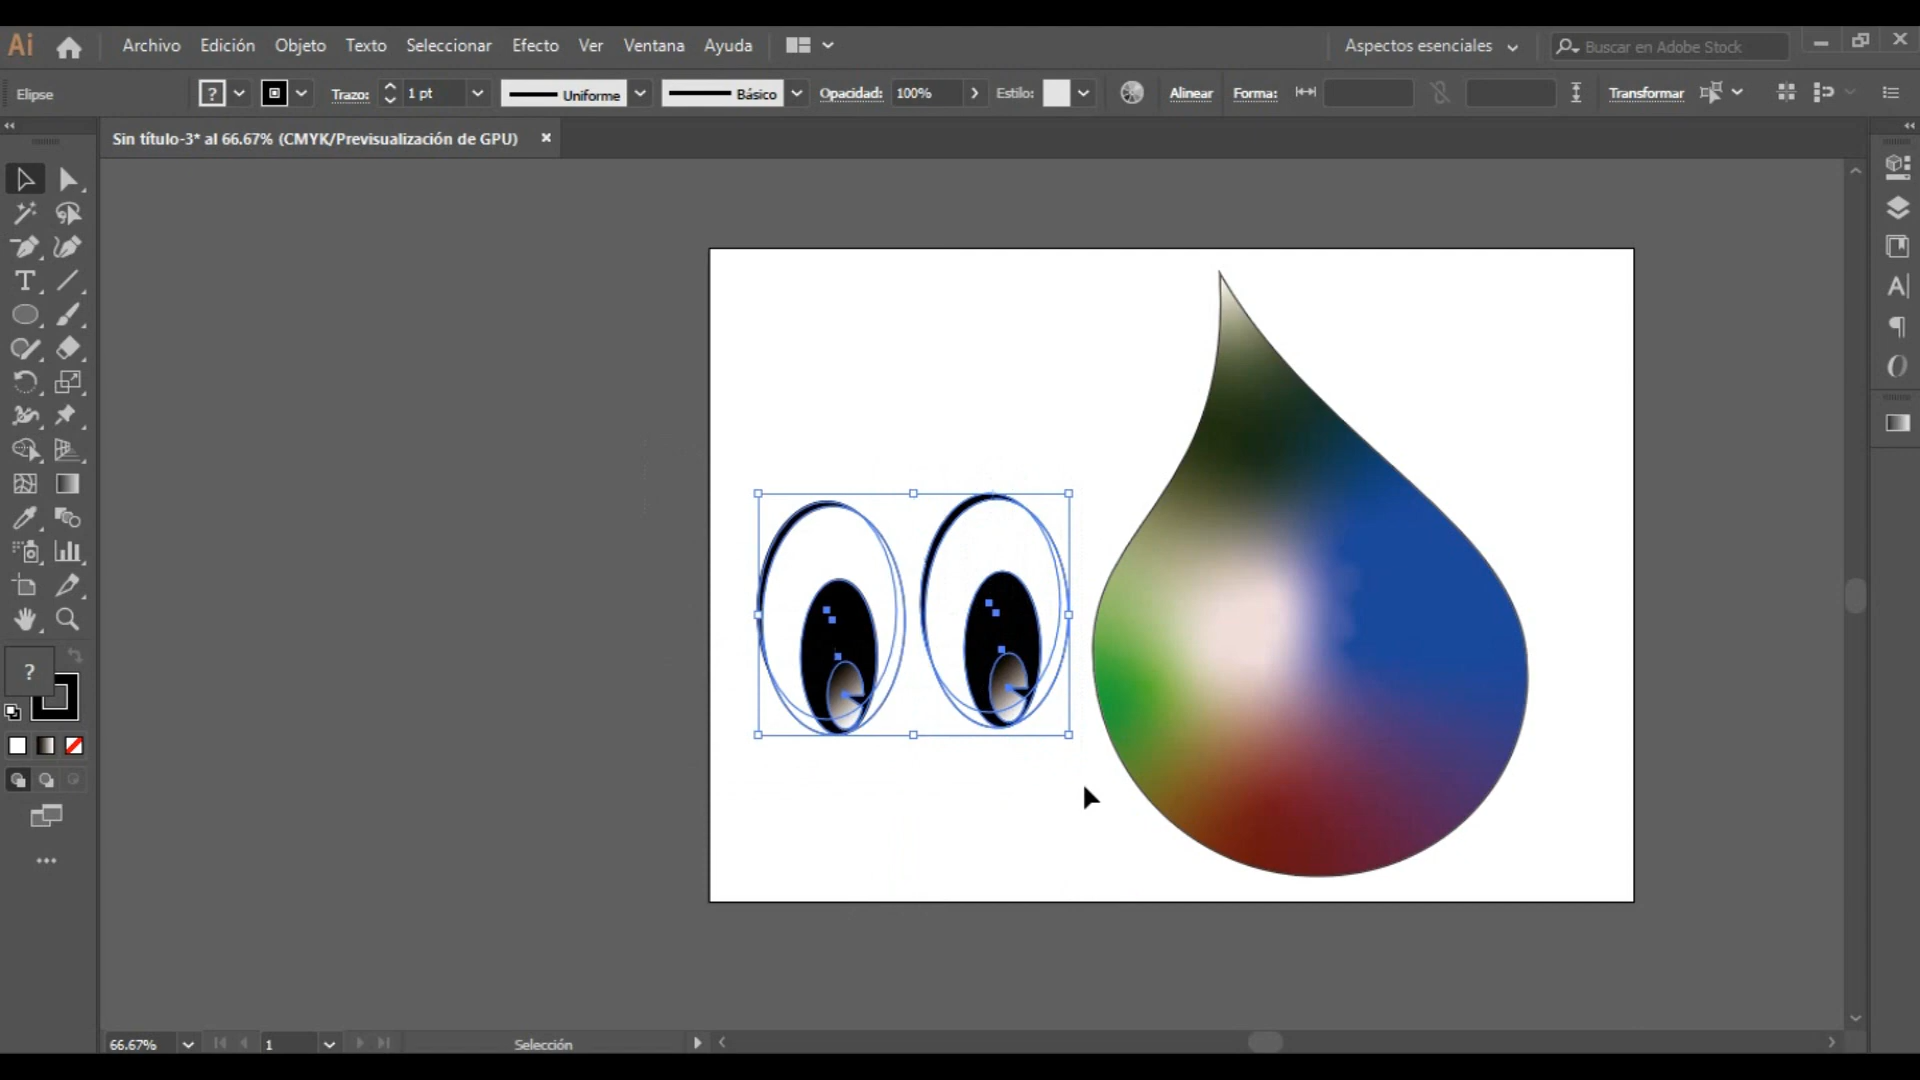 Ai Archivo Edición Objeto Texto Seleccionar Efecto Ver Ventana Ayuda Aspectos esenciales Buscar en Adobe Stock
Elipse ? Trazo: 1 pt Uniforme Básico Opacidad: 100% Estilo: Alinear Forma: Transformar
Sin título-3* al 66.67% (CMYK/Previsualización de GPU)
?
66.67% 1 Selección